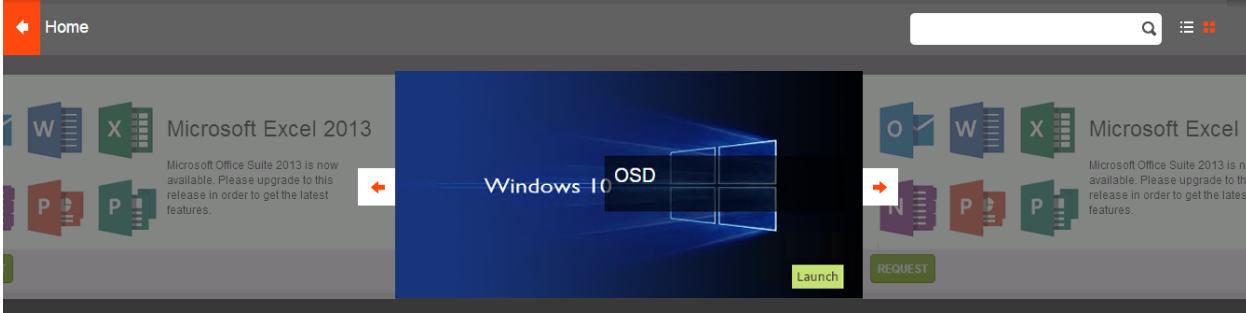 Home
Microsoft Excel 2013
Microsoft Office Suite 2013 is now
available. Please upgrade to this
release in order to get the latest
features.
W
X
P
P
Windows 10
OSD
Launch
O
W
X
N
P
P
Microsoft Excel
Microsoft Office Suite 2013 is n
available. Please upgrade to th
release in order to get the lates
features.
REQUEST